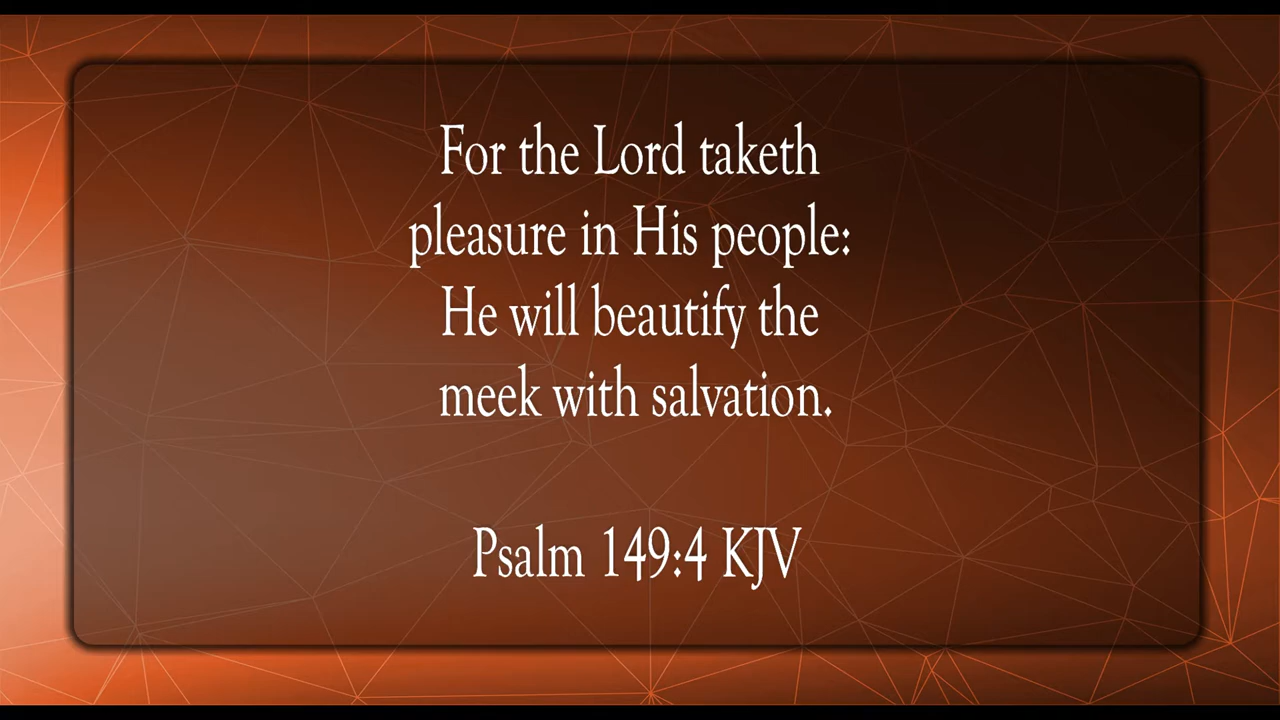 For the Lord taketh
pleasure in His people:
He will beautify the
meek with salvation.
Psalm 149:4 KJV